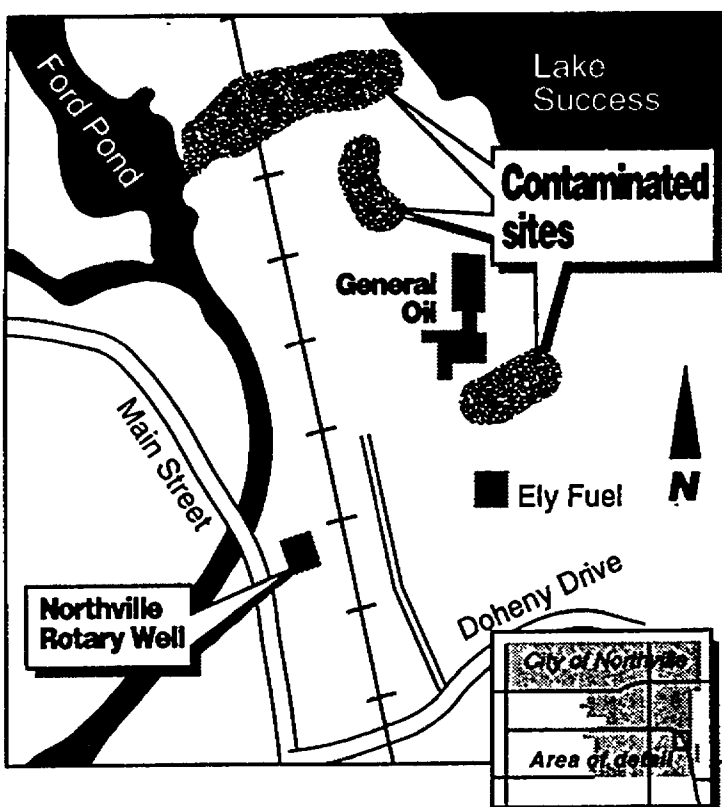 Ford Pond
Lake
Success
Contaminated
sites
General
Oil
Main Street
N
Ely Fuel
Northville
Rotary Well
Doheny Drive
City of Northville
Area of detail